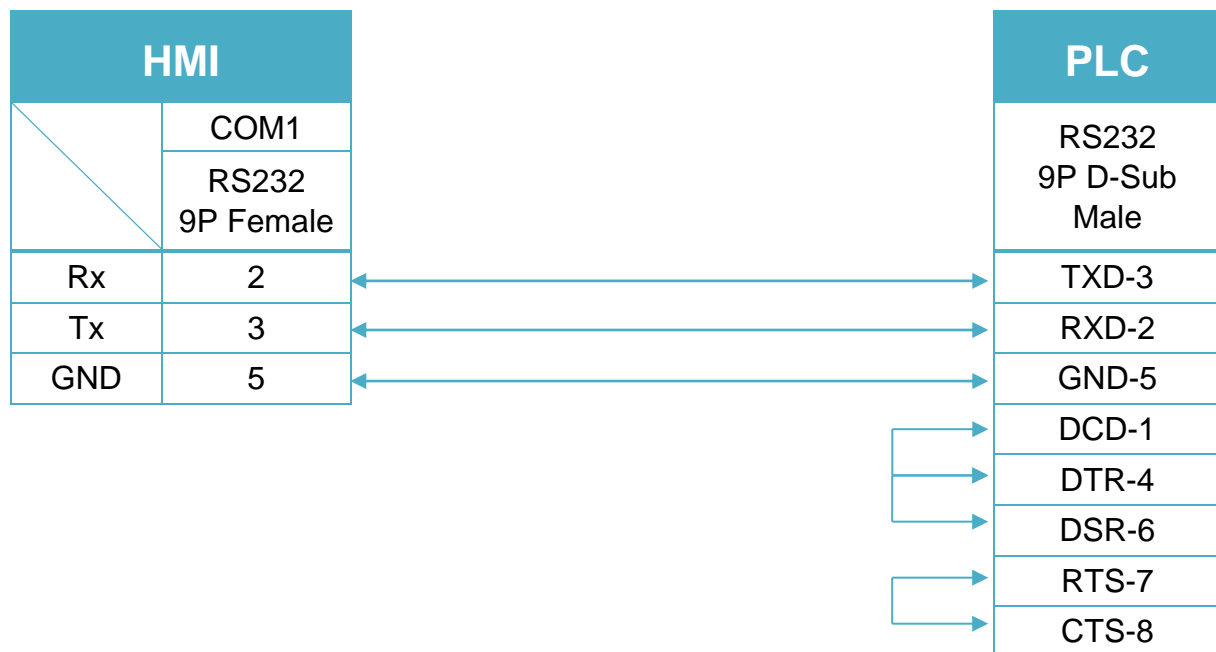 HMI
PLC
COM1
RS232
9P Female
RS232
9P D-Sub
Male
Rx 2 TXD-3
Tx 3 RXD-2
GND 5 GND-5
DCD-1
DTR-4
DSR-6
RTS-7
CTS-8